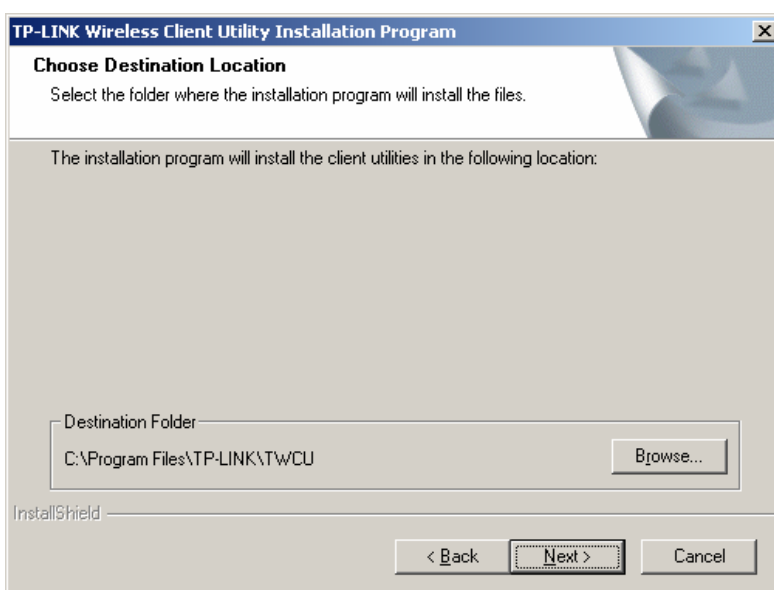 TP-LINK Wireless Client Utility Installation Program
Choose Destination Location
Select the folder where the installation program will install the files.
The installation program will install the client utilities in the following location:
Destination Folder
C:\Program Files\TP-LINK\TWCU
Browse...
InstallShield
< Back
Next >
Cancel